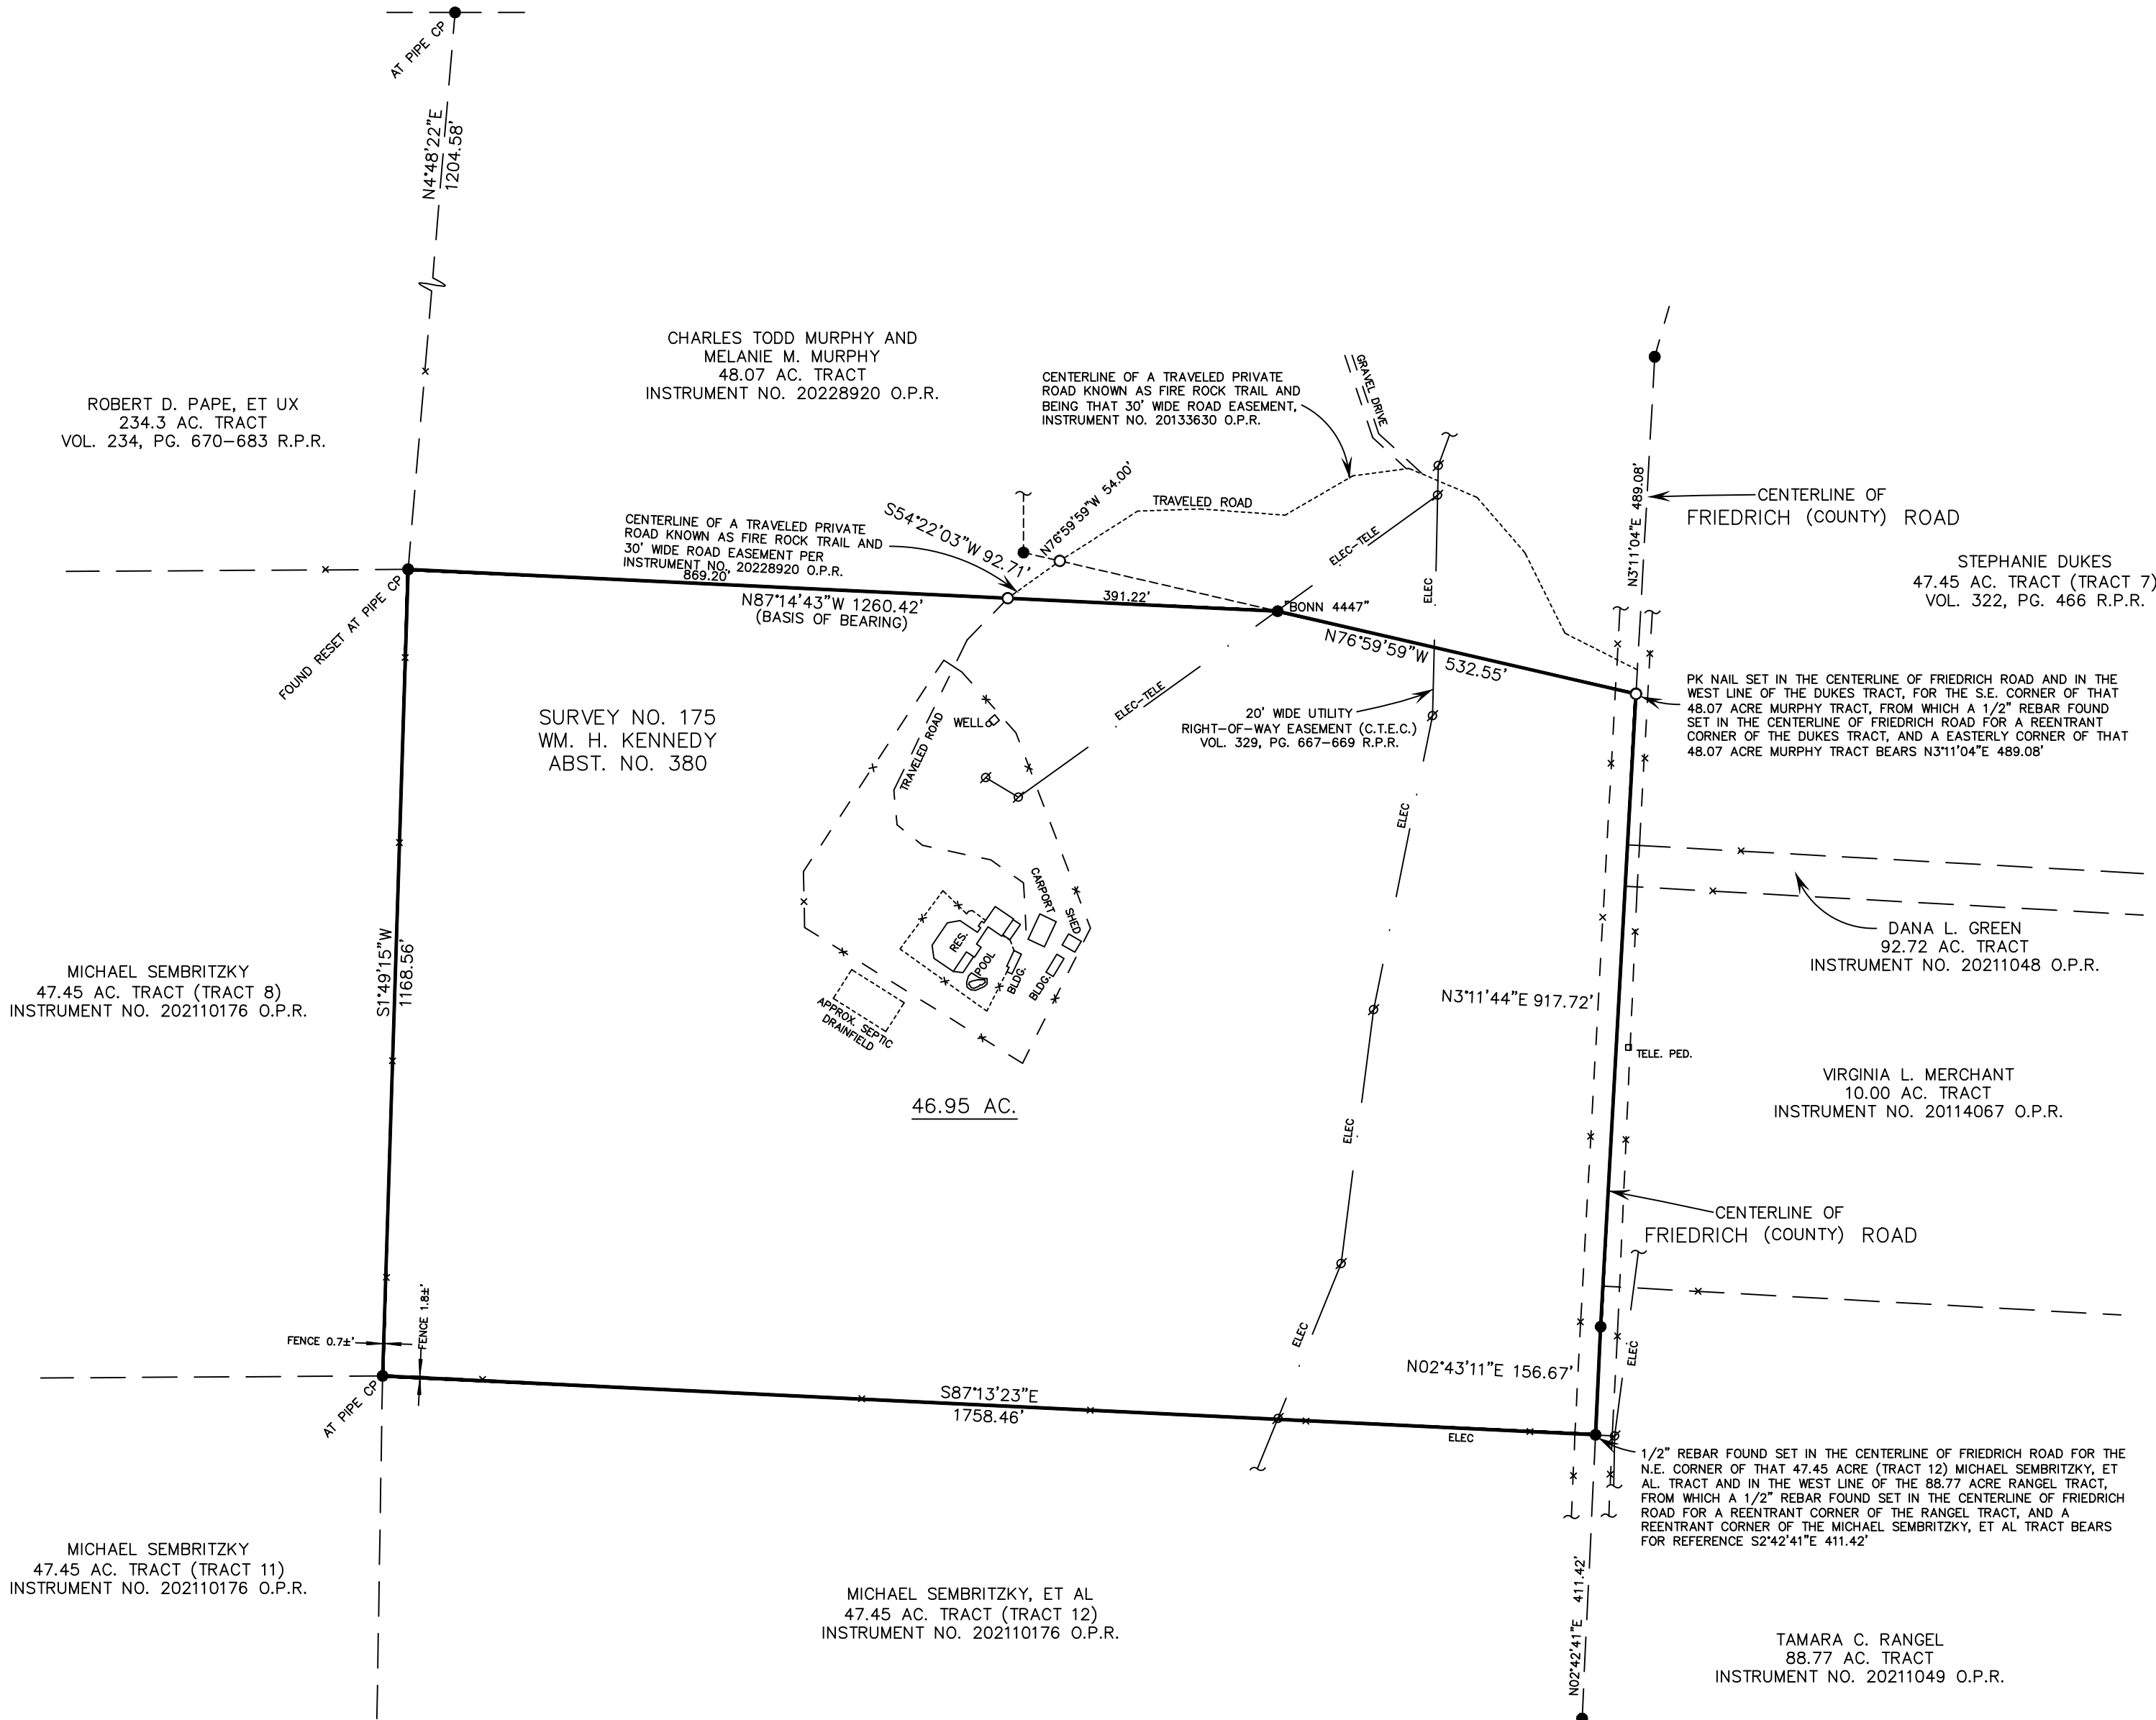 AT PIPE CP
N4°48'22"E
1204.58'
CHARLES TODD MURPHY AND
MELANIE M. MURPHY
48.07 AC. TRACT
INSTRUMENT NO. 20228920 O.P.R.
ROBERT D. PAPE, ET UX
234.3 AC. TRACT
VOL. 234, PG. 670-683 R.P.R.
CENTERLINE OF A TRAVELED PRIVATE
ROAD KNOWN AS FIRE ROCK TRAIL AND
BEING THAT 30' WIDE ROAD EASEMENT,
INSTRUMENT NO. 20133630 O.P.R.
GRAVEL DRIVE
N3°11'04"E 489.08'
CENTERLINE OF
FRIEDRICH (COUNTY) ROAD
STEPHANIE DUKES
47.45 AC. TRACT (TRACT 7)
VOL. 322, PG. 466 R.P.R.
TRAVELED ROAD
N76°59'59"W 54.00'
S54°22'03"W 92.71'
CENTERLINE OF A TRAVELED PRIVATE
ROAD KNOWN AS FIRE ROCK TRAIL AND
30' WIDE ROAD EASEMENT PER
INSTRUMENT NO. 20228920 O.P.R.
869.20'
N87°14'43"W 1260.42'
(BASIS OF BEARING)
391.22'
"BONN 4447"
ELEC-TELE
ELEC
N76°59'59"W 532.55'
FOUND RESET AT PIPE CP
PK NAIL SET IN THE CENTERLINE OF FRIEDRICH ROAD AND IN THE
WEST LINE OF THE DUKES TRACT, FOR THE S.E. CORNER OF THAT
48.07 ACRE MURPHY TRACT, FROM WHICH A 1/2" REBAR FOUND
SET IN THE CENTERLINE OF FRIEDRICH ROAD FOR A REENTRANT
CORNER OF THE DUKES TRACT, AND A EASTERLY CORNER OF THAT
48.07 ACRE MURPHY TRACT BEARS N3°11'04"E 489.08'
SURVEY NO. 175
WM. H. KENNEDY
ABST. NO. 380
20' WIDE UTILITY
RIGHT-OF-WAY EASEMENT (C.T.E.C.)
VOL. 329, PG. 667-669 R.P.R.
ELEC-TELE
WELL
TRAVELED ROAD
ELEC
CARPORT
SHED
RES.
POOL
BLDG.
BLDG.
APPROX. SEPTIC
DRAINFIELD
DANA L. GREEN
92.72 AC. TRACT
INSTRUMENT NO. 20211048 O.P.R.
S1°49'15"W
1168.56'
MICHAEL SEMBRITZKY
47.45 AC. TRACT (TRACT 8)
INSTRUMENT NO. 202110176 O.P.R.
N3°11'44"E 917.72'
TELE. PED.
46.95 AC.
ELEC
VIRGINIA L. MERCHANT
10.00 AC. TRACT
INSTRUMENT NO. 20114067 O.P.R.
CENTERLINE OF
FRIEDRICH (COUNTY) ROAD
FENCE 0.7±'
FENCE 1.8±'
ELEC
ELEC
N02°43'11"E 156.67'
AT PIPE CP
S87°13'23"E
1758.46'
ELEC
1/2" REBAR FOUND SET IN THE CENTERLINE OF FRIEDRICH ROAD FOR THE
N.E. CORNER OF THAT 47.45 ACRE (TRACT 12) MICHAEL SEMBRITZKY, ET
AL. TRACT AND IN THE WEST LINE OF THE 88.77 ACRE RANGEL TRACT,
FROM WHICH A 1/2" REBAR FOUND SET IN THE CENTERLINE OF FRIEDRICH
ROAD FOR A REENTRANT CORNER OF THE RANGEL TRACT, AND A
REENTRANT CORNER OF THE MICHAEL SEMBRITZKY, ET AL TRACT BEARS
FOR REFERENCE S2°42'41"E 411.42'
MICHAEL SEMBRITZKY
47.45 AC. TRACT (TRACT 11)
INSTRUMENT NO. 202110176 O.P.R.
MICHAEL SEMBRITZKY, ET AL
47.45 AC. TRACT (TRACT 12)
INSTRUMENT NO. 202110176 O.P.R.
N02°42'41"E 411.42'
TAMARA C. RANGEL
88.77 AC. TRACT
INSTRUMENT NO. 20211049 O.P.R.